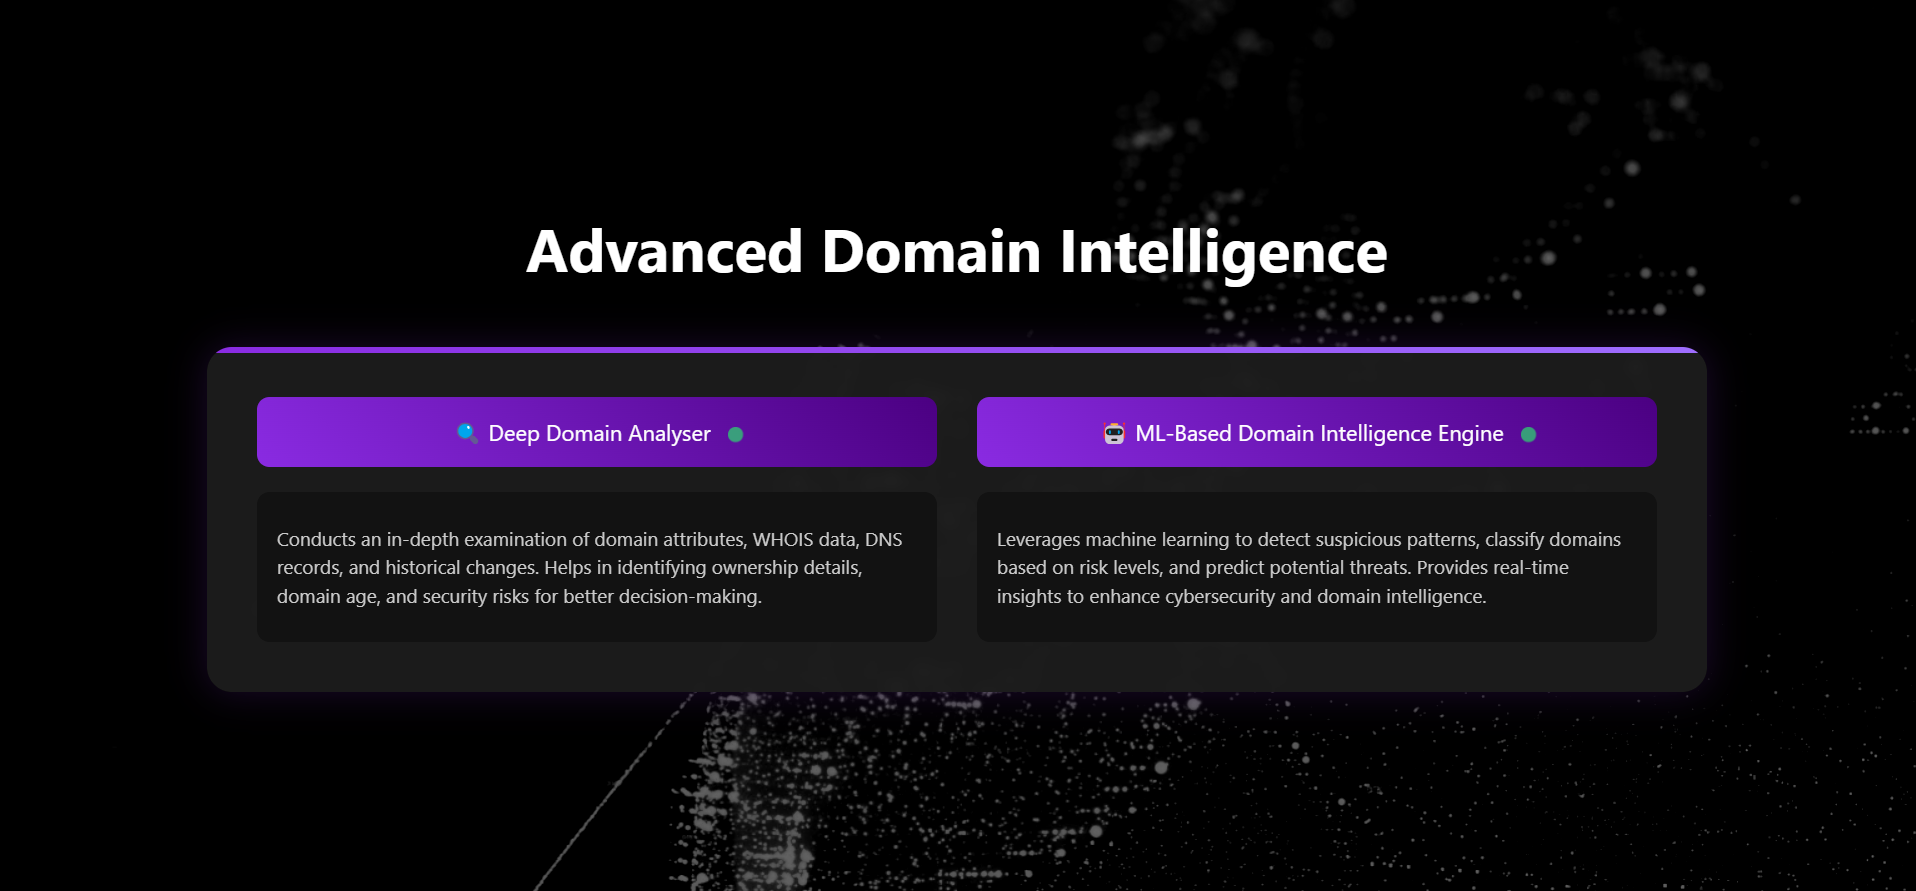 Advanced Domain Intelligence
Deep Domain Analyser
ML-Based Domain Intelligence Engine
Conducts an in-depth examination of domain attributes, WHOIS data, DNS
records, and historical changes. Helps in identifying ownership details,
domain age, and security risks for better decision-making.
Leverages machine learning to detect suspicious patterns, classify domains
based on risk levels, and predict potential threats. Provides real-time
insights to enhance cybersecurity and domain intelligence.